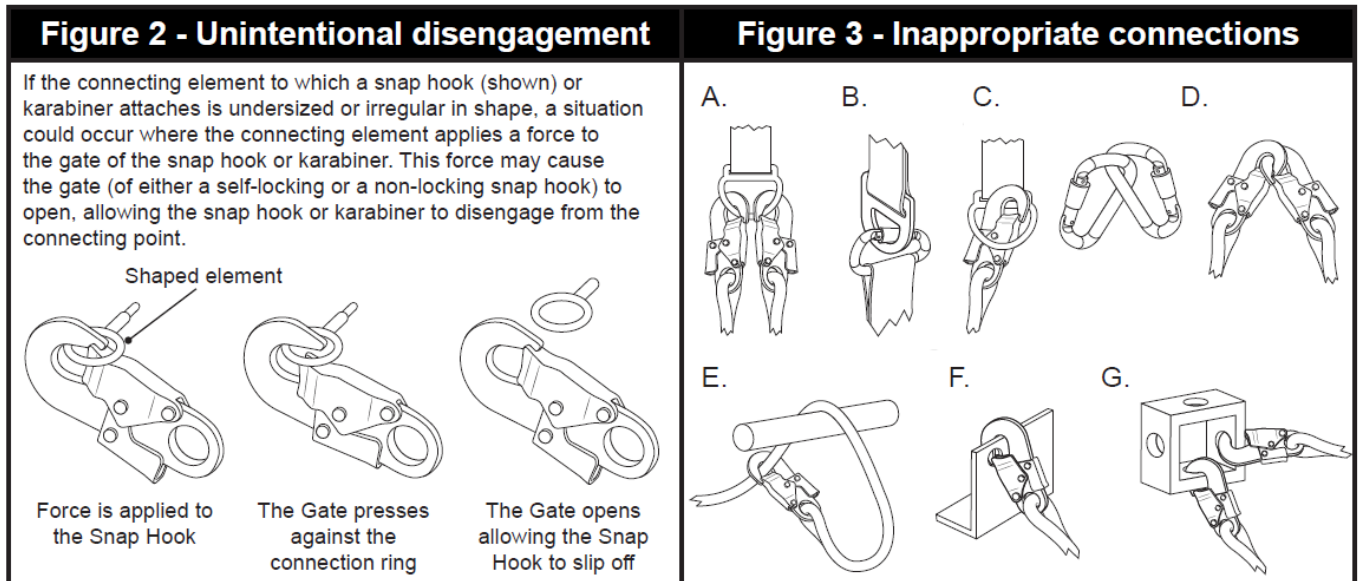 Figure 2 - Unintentional disengagement
If the connecting element to which a snap hook (shown) or
karabiner attaches is undersized or irregular in shape, a situation
could occur where the connecting element applies a force to
the gate of the snap hook or karabiner. This force may cause
the gate (of either a self-locking or a non-locking snap hook) to
open, allowing the snap hook or karabiner to disengage from the
connecting point.
Shaped element
Force is applied to
the Snap Hook
The Gate presses
against the
connection ring
The Gate opens
allowing the Snap
Hook to slip off
Figure 3 - Inappropriate connections
A.
B.
C.
D.
E.
F.
G.